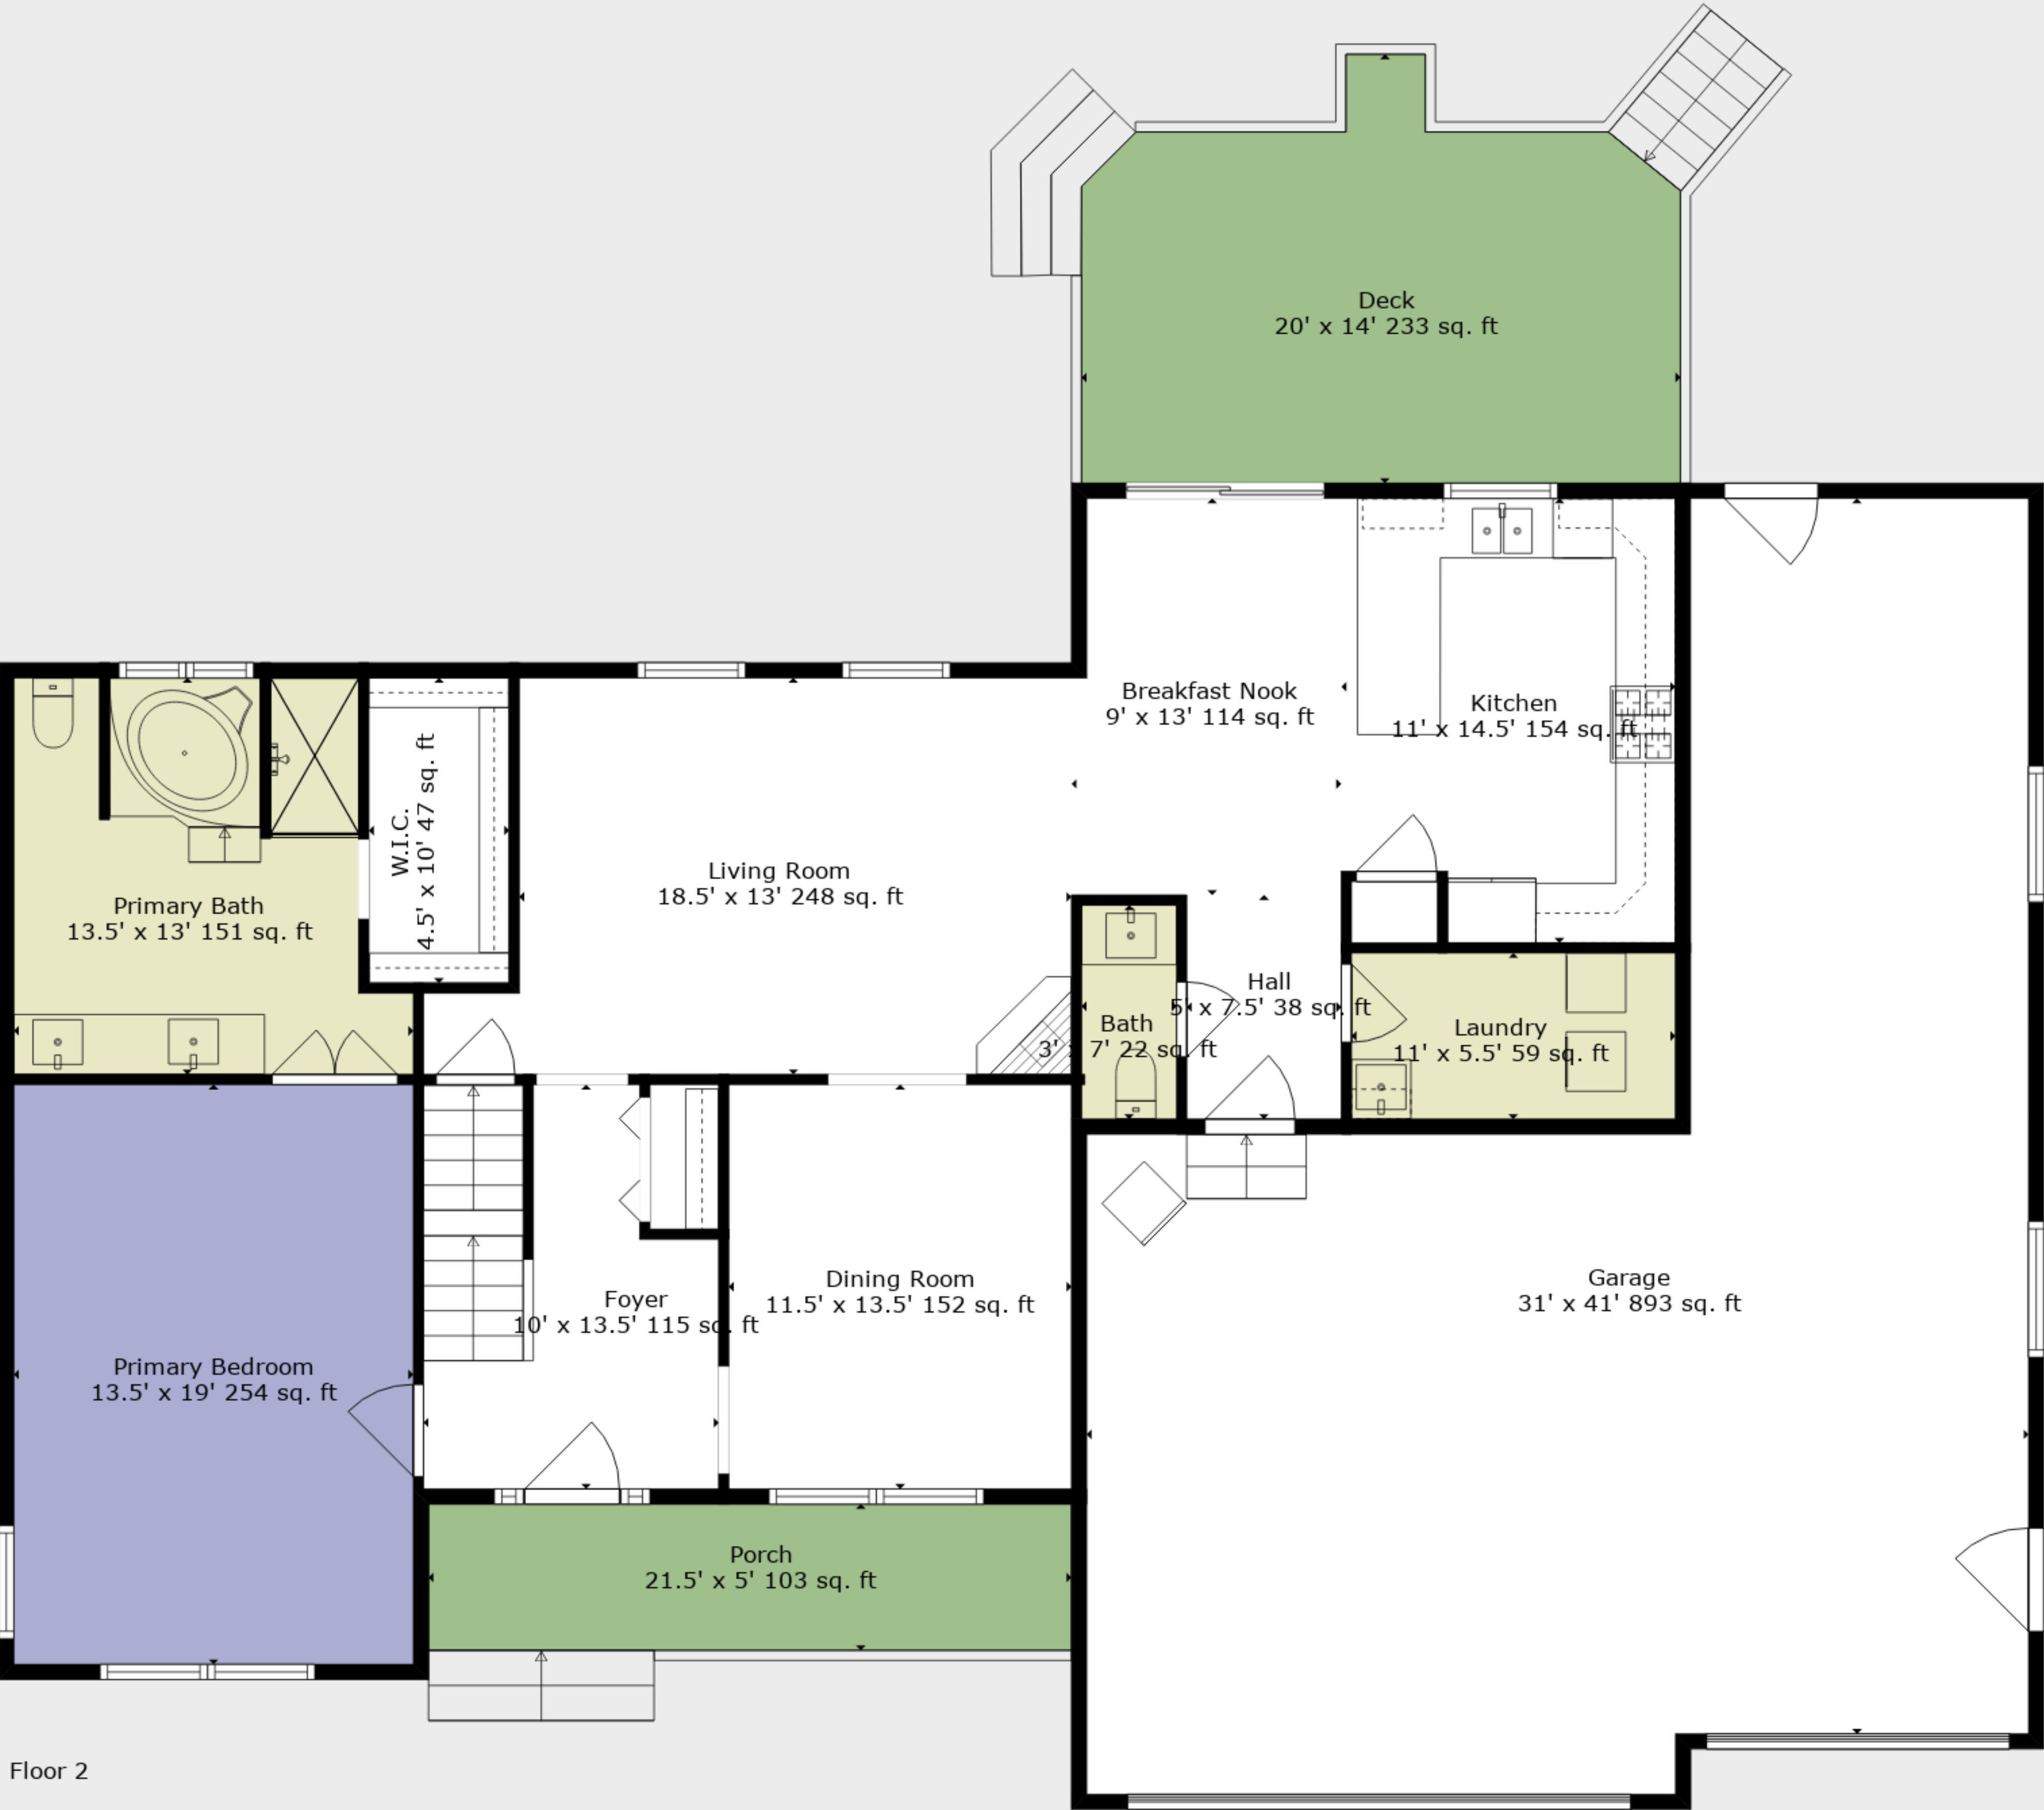 Deck
20' x 14' 233 sq. ft
Breakfast Nook
9' x 13' 114 sq. ft
Kitchen
11' x 14.5' 154 sq. ft
W.I.C.
4.5' x 10' 47 sq. ft
Living Room
18.5' x 13' 248 sq. ft
Primary Bath
13.5' x 13' 151 sq. ft
Hall
5' x 7.5' 38 sq. ft
Bath
3' x 7' 22 sq. ft
Laundry
11' x 5.5' 59 sq. ft
Foyer
10' x 13.5' 115 sq. ft
Dining Room
11.5' x 13.5' 152 sq. ft
Garage
31' x 41' 893 sq. ft
Primary Bedroom
13.5' x 19' 254 sq. ft
Porch
21.5' x 5' 103 sq. ft
Floor 2